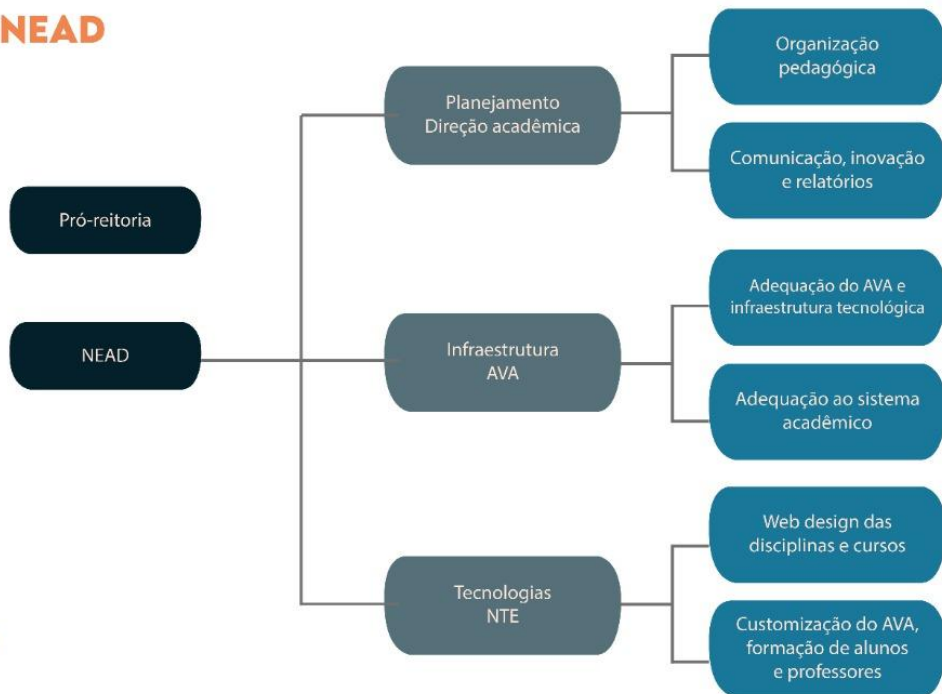 NEAD
Pró-reitoria
NEAD
Planejamento
Direção acadêmica
Organização
pedagógica
Comunicação, inovação
e relatórios
Infraestrutura
AVA
Adequação do AVA e
infraestrutura tecnológica
Adequação ao sistema
acadêmico
Tecnologias
NTE
Web design das
disciplinas e cursos
Customização do AVA,
formação de alunos
e professores